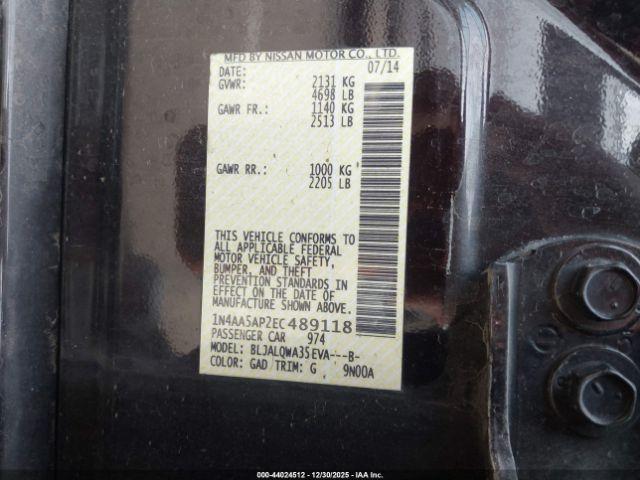 MFD BY NISSAN MOTOR CO., LTD.
DATE: 07/14
GVWR: 2131 KG
4698 LB
GAWR FR.: 1140 KG
2513 LB
GAWR RR.: 1000 KG
2205 LB
THIS VEHICLE CONFORMS TO
ALL APPLICABLE FEDERAL
MOTOR VEHICLE SAFETY,
BUMPER, AND THEFT
PREVENTION STANDARDS IN
EFFECT ON THE DATE OF
MANUFACTURE SHOWN ABOVE.
1N4AA5AP2EC489118
PASSENGER CAR 974
MODEL: BLJALQWA35EVA---B-
COLOR: GAD TRIM: G 9N00A
000-44024512 - 12/30/2025 - IAA Inc.